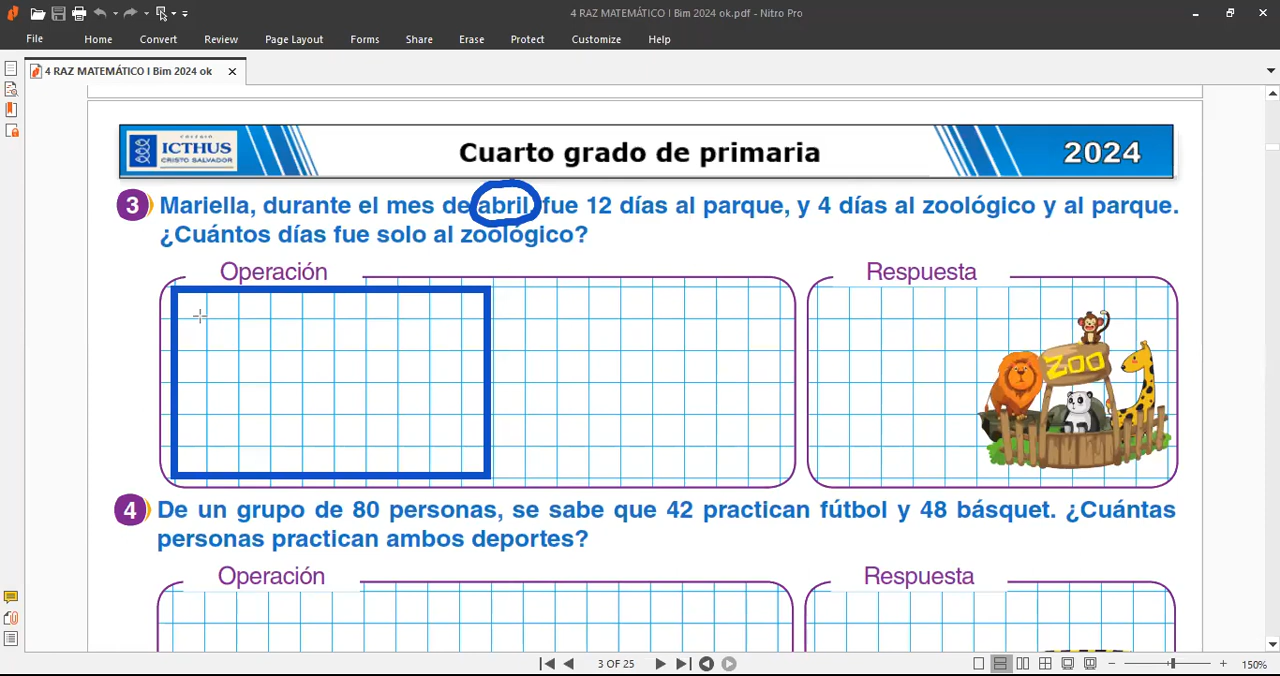 4 RAZ MATEMÁTICO I Bim 2024 ok.pdf - Nitro Pro
File Home Convert Review Page Layout Forms Share Erase Protect Customize Help
4 RAZ MATEMÁTICO I Bim 2024 ok
COLEGIO
ICTHUS
CRISTO SALVADOR
Cuarto grado de primaria
2024
3 Mariella, durante el mes de abril, fue 12 días al parque, y 4 días al zoológico y al parque.
¿Cuántos días fue solo al zoológico?
Operación
Respuesta
ZOO
4 De un grupo de 80 personas, se sabe que 42 practican fútbol y 48 básquet. ¿Cuántas
personas practican ambos deportes?
Operación
Respuesta
3 OF 25
150%